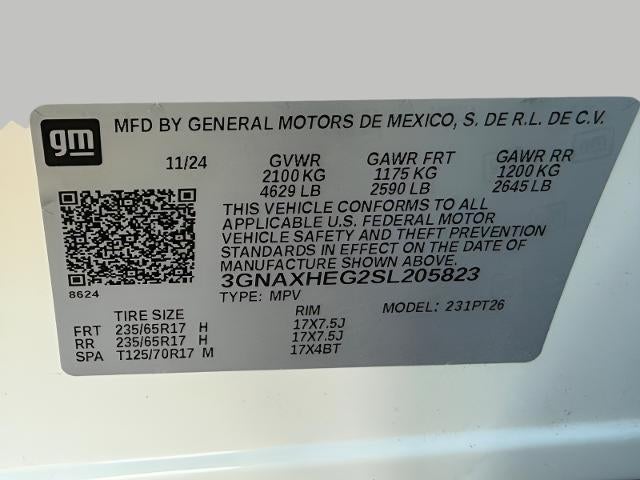 gm MFD BY GENERAL MOTORS DE MEXICO, S. DE R.L. DE C.V.
11/24 GVWR GAWR FRT GAWR RR
2100 KG 1175 KG 1200 KG
4629 LB 2590 LB 2645 LB
THIS VEHICLE CONFORMS TO ALL
APPLICABLE U.S. FEDERAL MOTOR
VEHICLE SAFETY AND THEFT PREVENTION
STANDARDS IN EFFECT ON THE DATE OF
MANUFACTURE SHOWN ABOVE.
3GNAXHEG2SL205823
8624 TYPE: MPV MODEL: 231PT26
TIRE SIZE RIM
FRT 235/65R17 H 17X7.5J
RR 235/65R17 H 17X7.5J
SPA T125/70R17 M 17X4BT